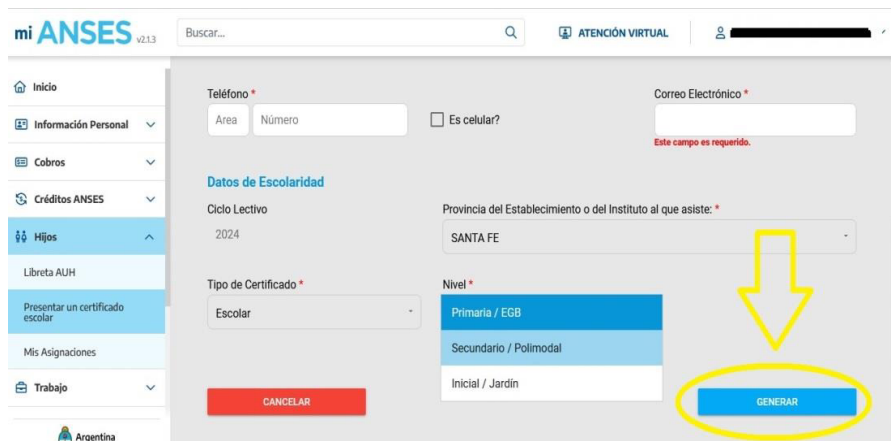 mi ANSES v2.1.3
Buscar...
ATENCIÓN VIRTUAL
Inicio
Información Personal
Cobros
Créditos ANSES
Hijos
Libreta AUH
Presentar un certificado
escolar
Mis Asignaciones
Trabajo
Argentina
Teléfono *
Correo Electrónico *
Area
Número
Es celular?
Este campo es requerido.
Datos de Escolaridad
Ciclo Lectivo
Provincia del Establecimiento o del Instituto al que asiste: *
2024
SANTA FE
Tipo de Certificado *
Nivel *
Escolar
Primaria / EGB
Secundario / Polimodal
Inicial / Jardín
CANCELAR
GENERAR